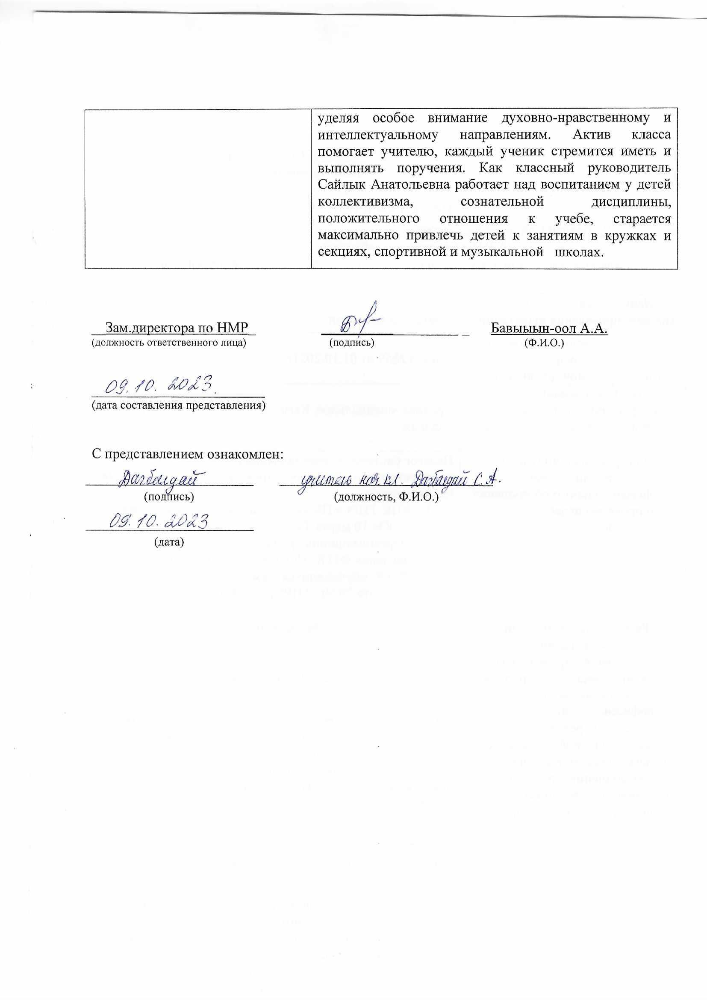 уделяя особое внимание духовно-нравственному и
интеллектуальному направлениям. Актив класса
помогает учителю, каждый ученик стремится иметь и
выполнять поручения. Как классный руководитель
Сайлык Анатольевна работает над воспитанием у детей
коллективизма, сознательной дисциплины,
положительного отношения к учебе, старается
максимально привлечь детей к занятиям в кружках и
секциях, спортивной и музыкальной школах.
Зам.директора по НМР Бавыыын-оол А.А.
(должность ответственного лица) (подпись) (Ф.И.О.)
09.10.2023.
(дата составления представления)
С представлением ознакомлен:
Дагбалдай учитель нач кл. Дагбалдай С.А.
(подпись) (должность, Ф.И.О.)
09.10.2023
(дата)